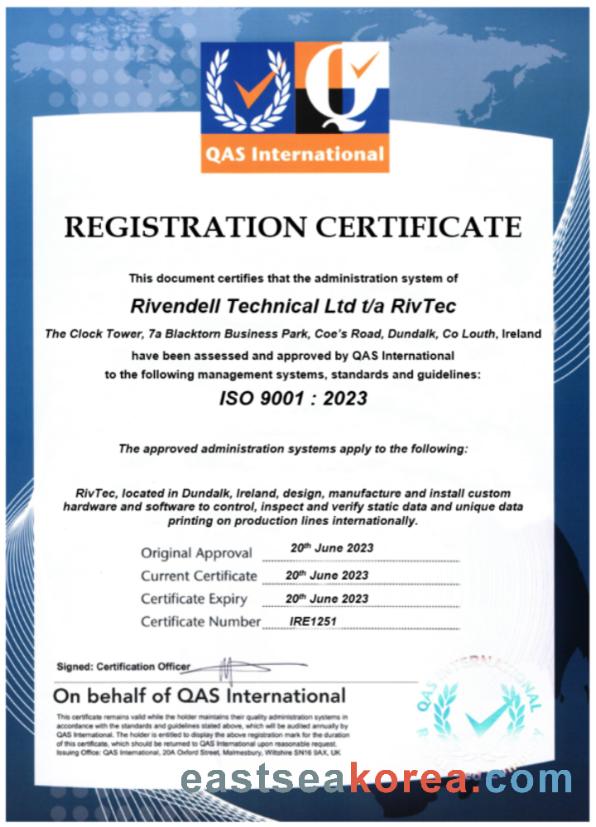 QAS International
REGISTRATION CERTIFICATE
This document certifies that the administration system of
Rivendell Technical Ltd t/a RivTec
The Clock Tower, 7a Blacktorn Business Park, Coe's Road, Dundalk, Co Louth, Ireland
have been assessed and approved by QAS International
to the following management systems, standards and guidelines:
ISO 9001 : 2023
The approved administration systems apply to the following:
RivTec, located in Dundalk, Ireland, design, manufacture and install custom
hardware and software to control, inspect and verify static data and unique data
printing on production lines internationally.
Original Approval 20th June 2023
Current Certificate 20th June 2023
Certificate Expiry 20th June 2023
Certificate Number IRE1251
Signed: Certification Officer
On behalf of QAS International
This certificate remains valid while the holder maintains their quality administration systems in
accordance with the standards and guidelines stated above, which will be audited annually by
QAS International. The holder is entitled to display the above registration mark for the duration
of this certificate, which should be returned to QAS International upon reasonable request.
Issuing Office: QAS International, 20A Oxford Street, Malmesbury, Wiltshire SN16 9AX, UK
QAS INTERNATIONAL
eastseakorea.com